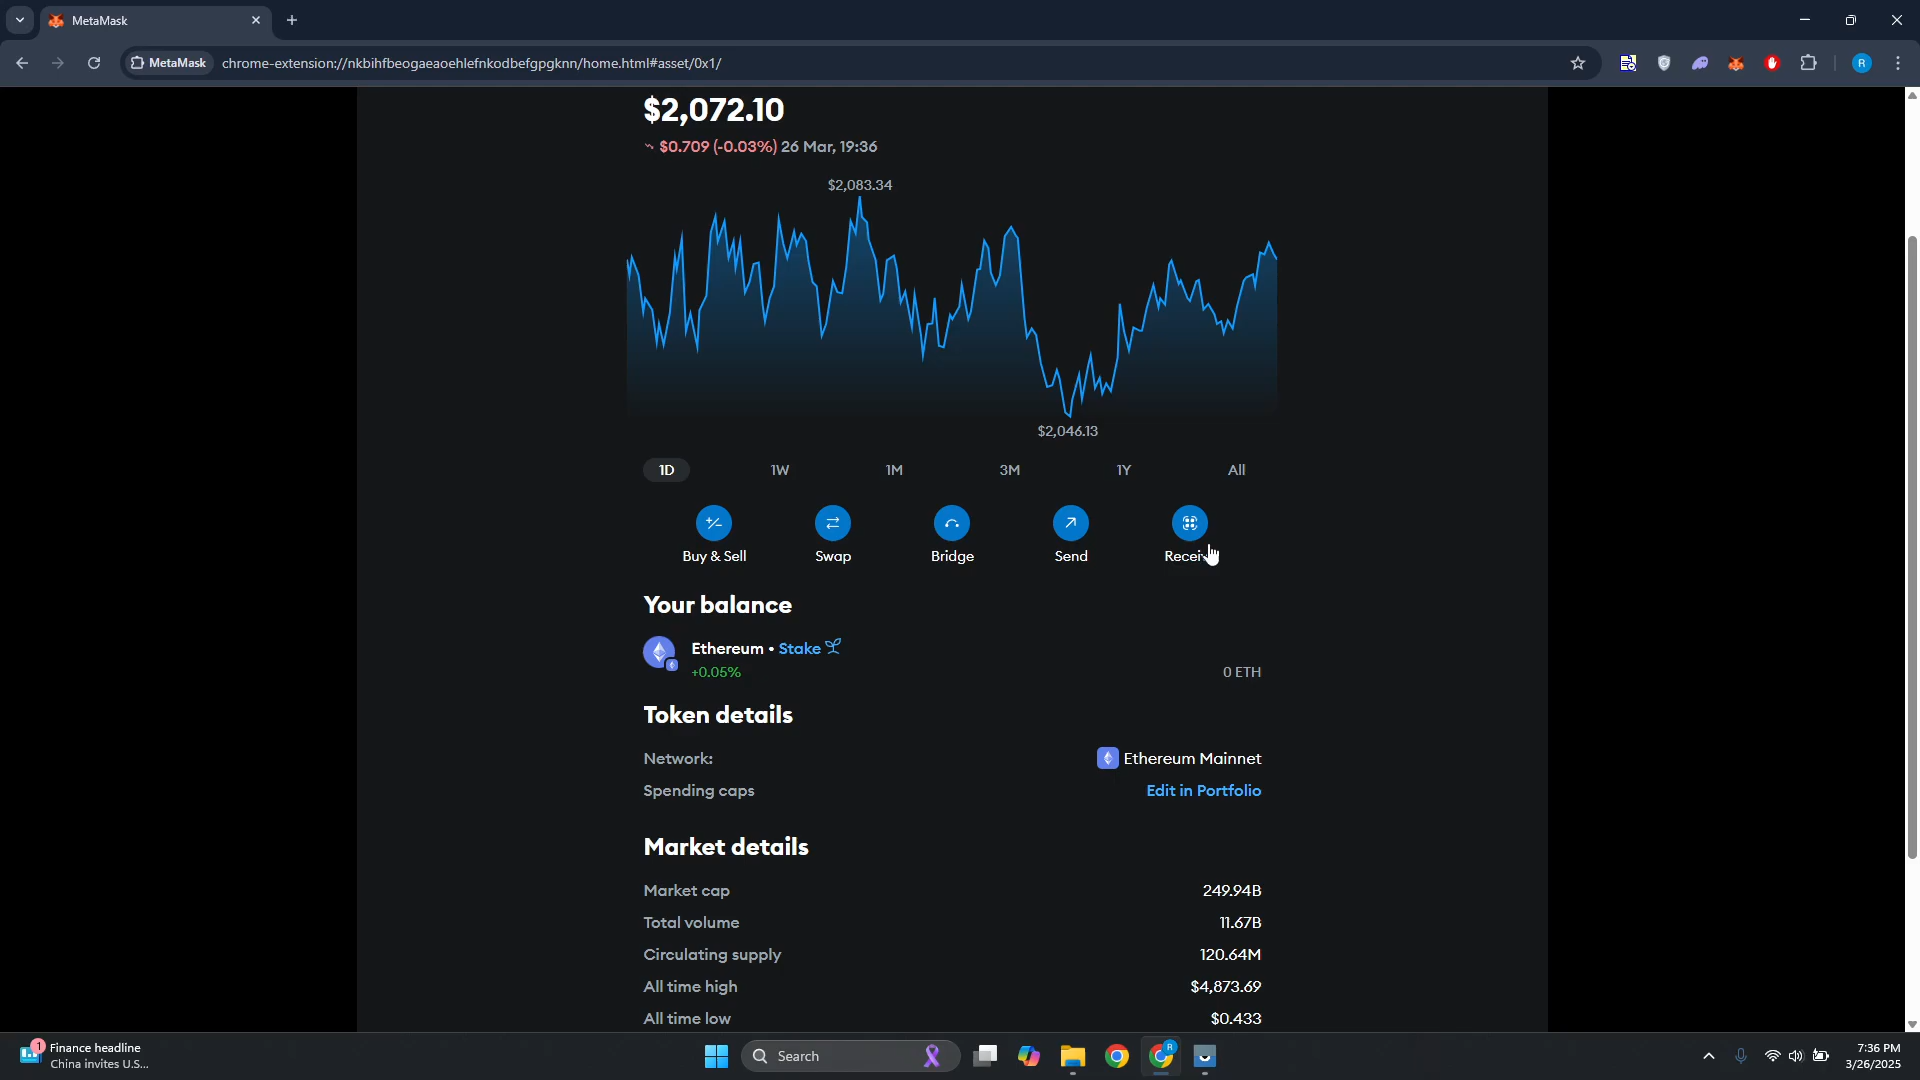 MetaMask
MetaMask
chrome-extension://nkbihfbeogaeaoehlefnkodbefgpgknn/home.html#asset/0x1/
R
$2,072.10
$0.709 (-0.03%) 26 Mar, 19:36
$2,083.34
$2,046.13
1D 1W 1M 3M 1Y All
Buy & Sell Swap Bridge Send
Your balance
Ethereum • Stake
+0.05% 0 ETH
Token details
Network: Ethereum Mainnet
Spending caps Edit in Portfolio
Market details
Market cap 249.94B
Total volume 11.67B
Circulating supply 120.64M
All time high $4,873.69
All time low $0.433
1
Finance headline
China invites U.S...
Search
R
7:36 PM
3/26/2025